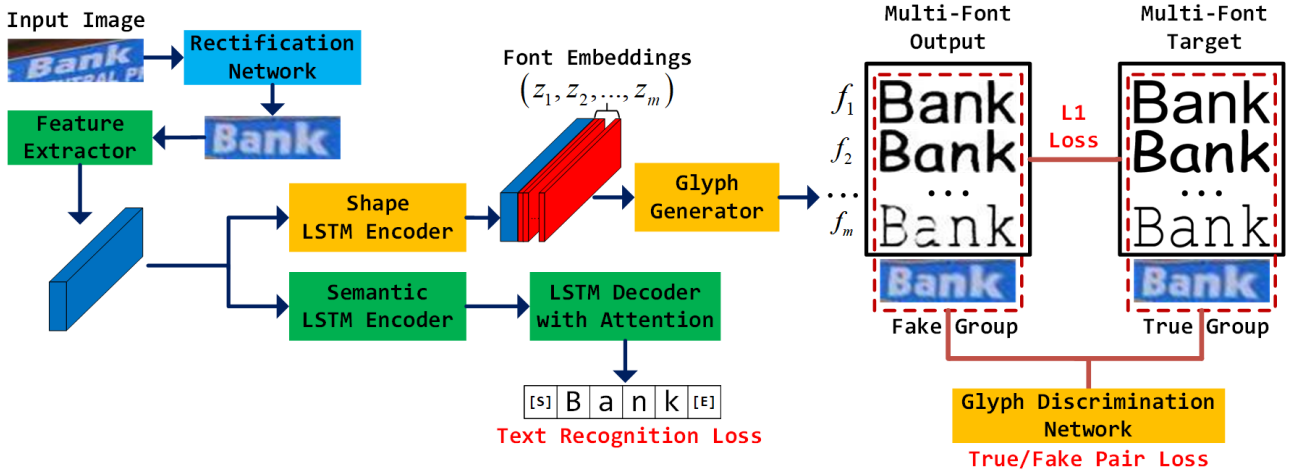 Input Image
Bank
CENTRAL P
Rectification
Network
Bank
Feature
Extractor
Shape
LSTM Encoder
Semantic
LSTM Encoder
LSTM Decoder
with Attention
[S] B a n k [E]
Text Recognition Loss
Font Embeddings
(z₁, z₂, ..., zₘ)
...
Glyph
Generator
Multi-Font
Output
f₁ Bank
f₂ Bank
... ...
fₘ Bank
Bank
Fake Group
L1
Loss
Multi-Font
Target
Bank
Bank
...
Bank
Bank
True Group
Glyph Discrimination
Network
True/Fake Pair Loss